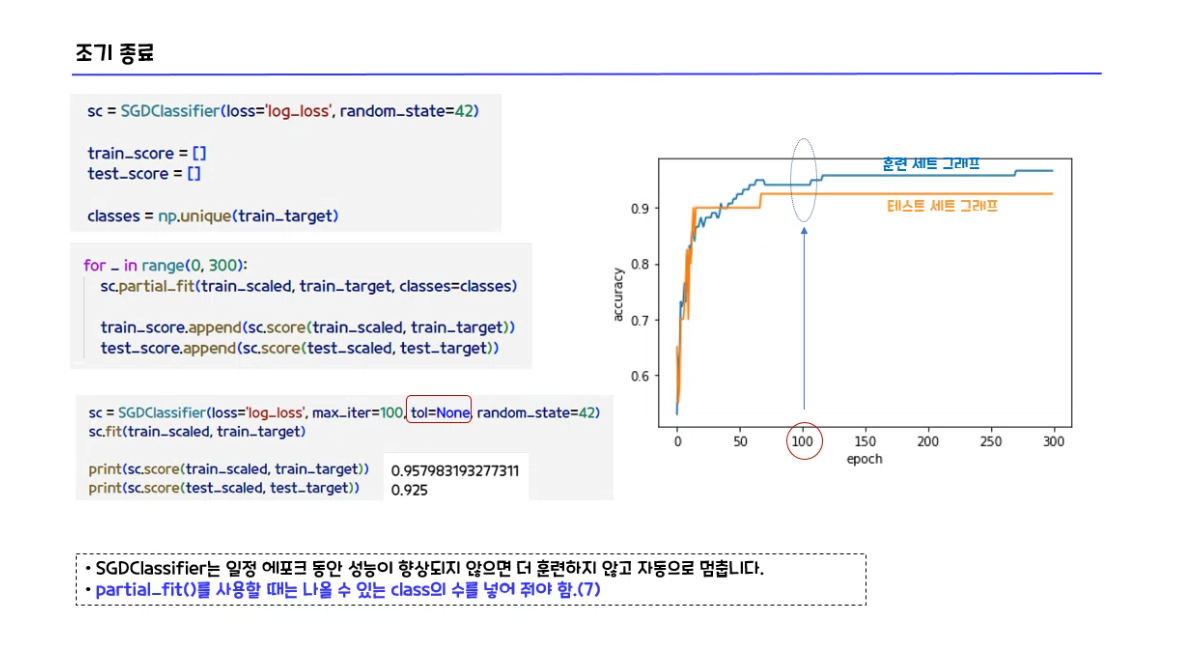 조기 종료
sc = SGDClassifier(loss='log_loss', random_state=42)
train_score = []
test_score = []
classes = np.unique(train_target)
for _ in range(0, 300):
sc.partial_fit(train_scaled, train_target, classes=classes)
train_score.append(sc.score(train_scaled, train_target))
test_score.append(sc.score(test_scaled, test_target))
sc = SGDClassifier(loss='log_loss', max_iter=100, tol=None, random_state=42)
sc.fit(train_scaled, train_target)
print(sc.score(train_scaled, train_target))
print(sc.score(test_scaled, test_target))
0.957983193277311
0.925
훈련 세트 그래프
테스트 세트 그래프
accuracy
0.9
0.8
0.7
0.6
0 50 100 150 200 250 300
epoch
• SGDClassifier는 일정 에포크 동안 성능이 향상되지 않으면 더 훈련하지 않고 자동으로 멈춥니다.
• partial_fit()를 사용할 때는 나올 수 있는 class의 수를 넣어 줘야 함.(7)